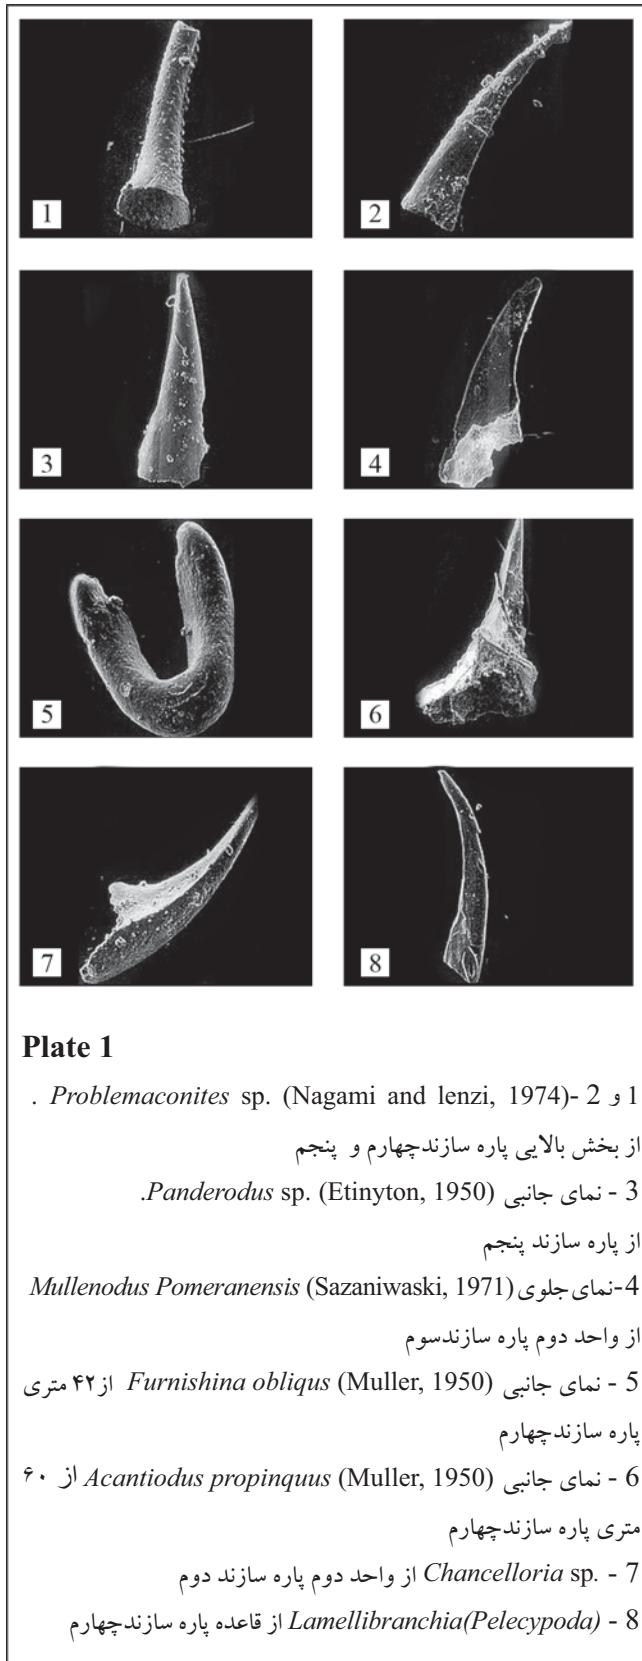 1
2
3
4
5
6
7
8
Plate 1
1 و 2 -Problemaconites sp. (Nagami and lenzi, 1974)- .
از بخش بالایی پاره سازندچهارم و پنجم
3 - نمای جانبی Panderodus sp. (Etinyton, 1950).
از پاره سازند پنجم
4-نمای جلوی Mullenodus Pomeranensis (Sazaniwaski, 1971)
از واحد دوم پاره سازندسوم
5 - نمای جانبی Furnishina obliqus (Muller, 1950) از ۴۲ متری
پاره سازندچهارم
6 - نمای جانبی Acantiodus propinquus (Muller, 1950) از ۶۰
متری پاره سازندچهارم
7 - Chancelloria sp. از واحد دوم پاره سازند دوم
8 - Lamellibranchia(Pelecypoda) از قاعده پاره سازندچهارم